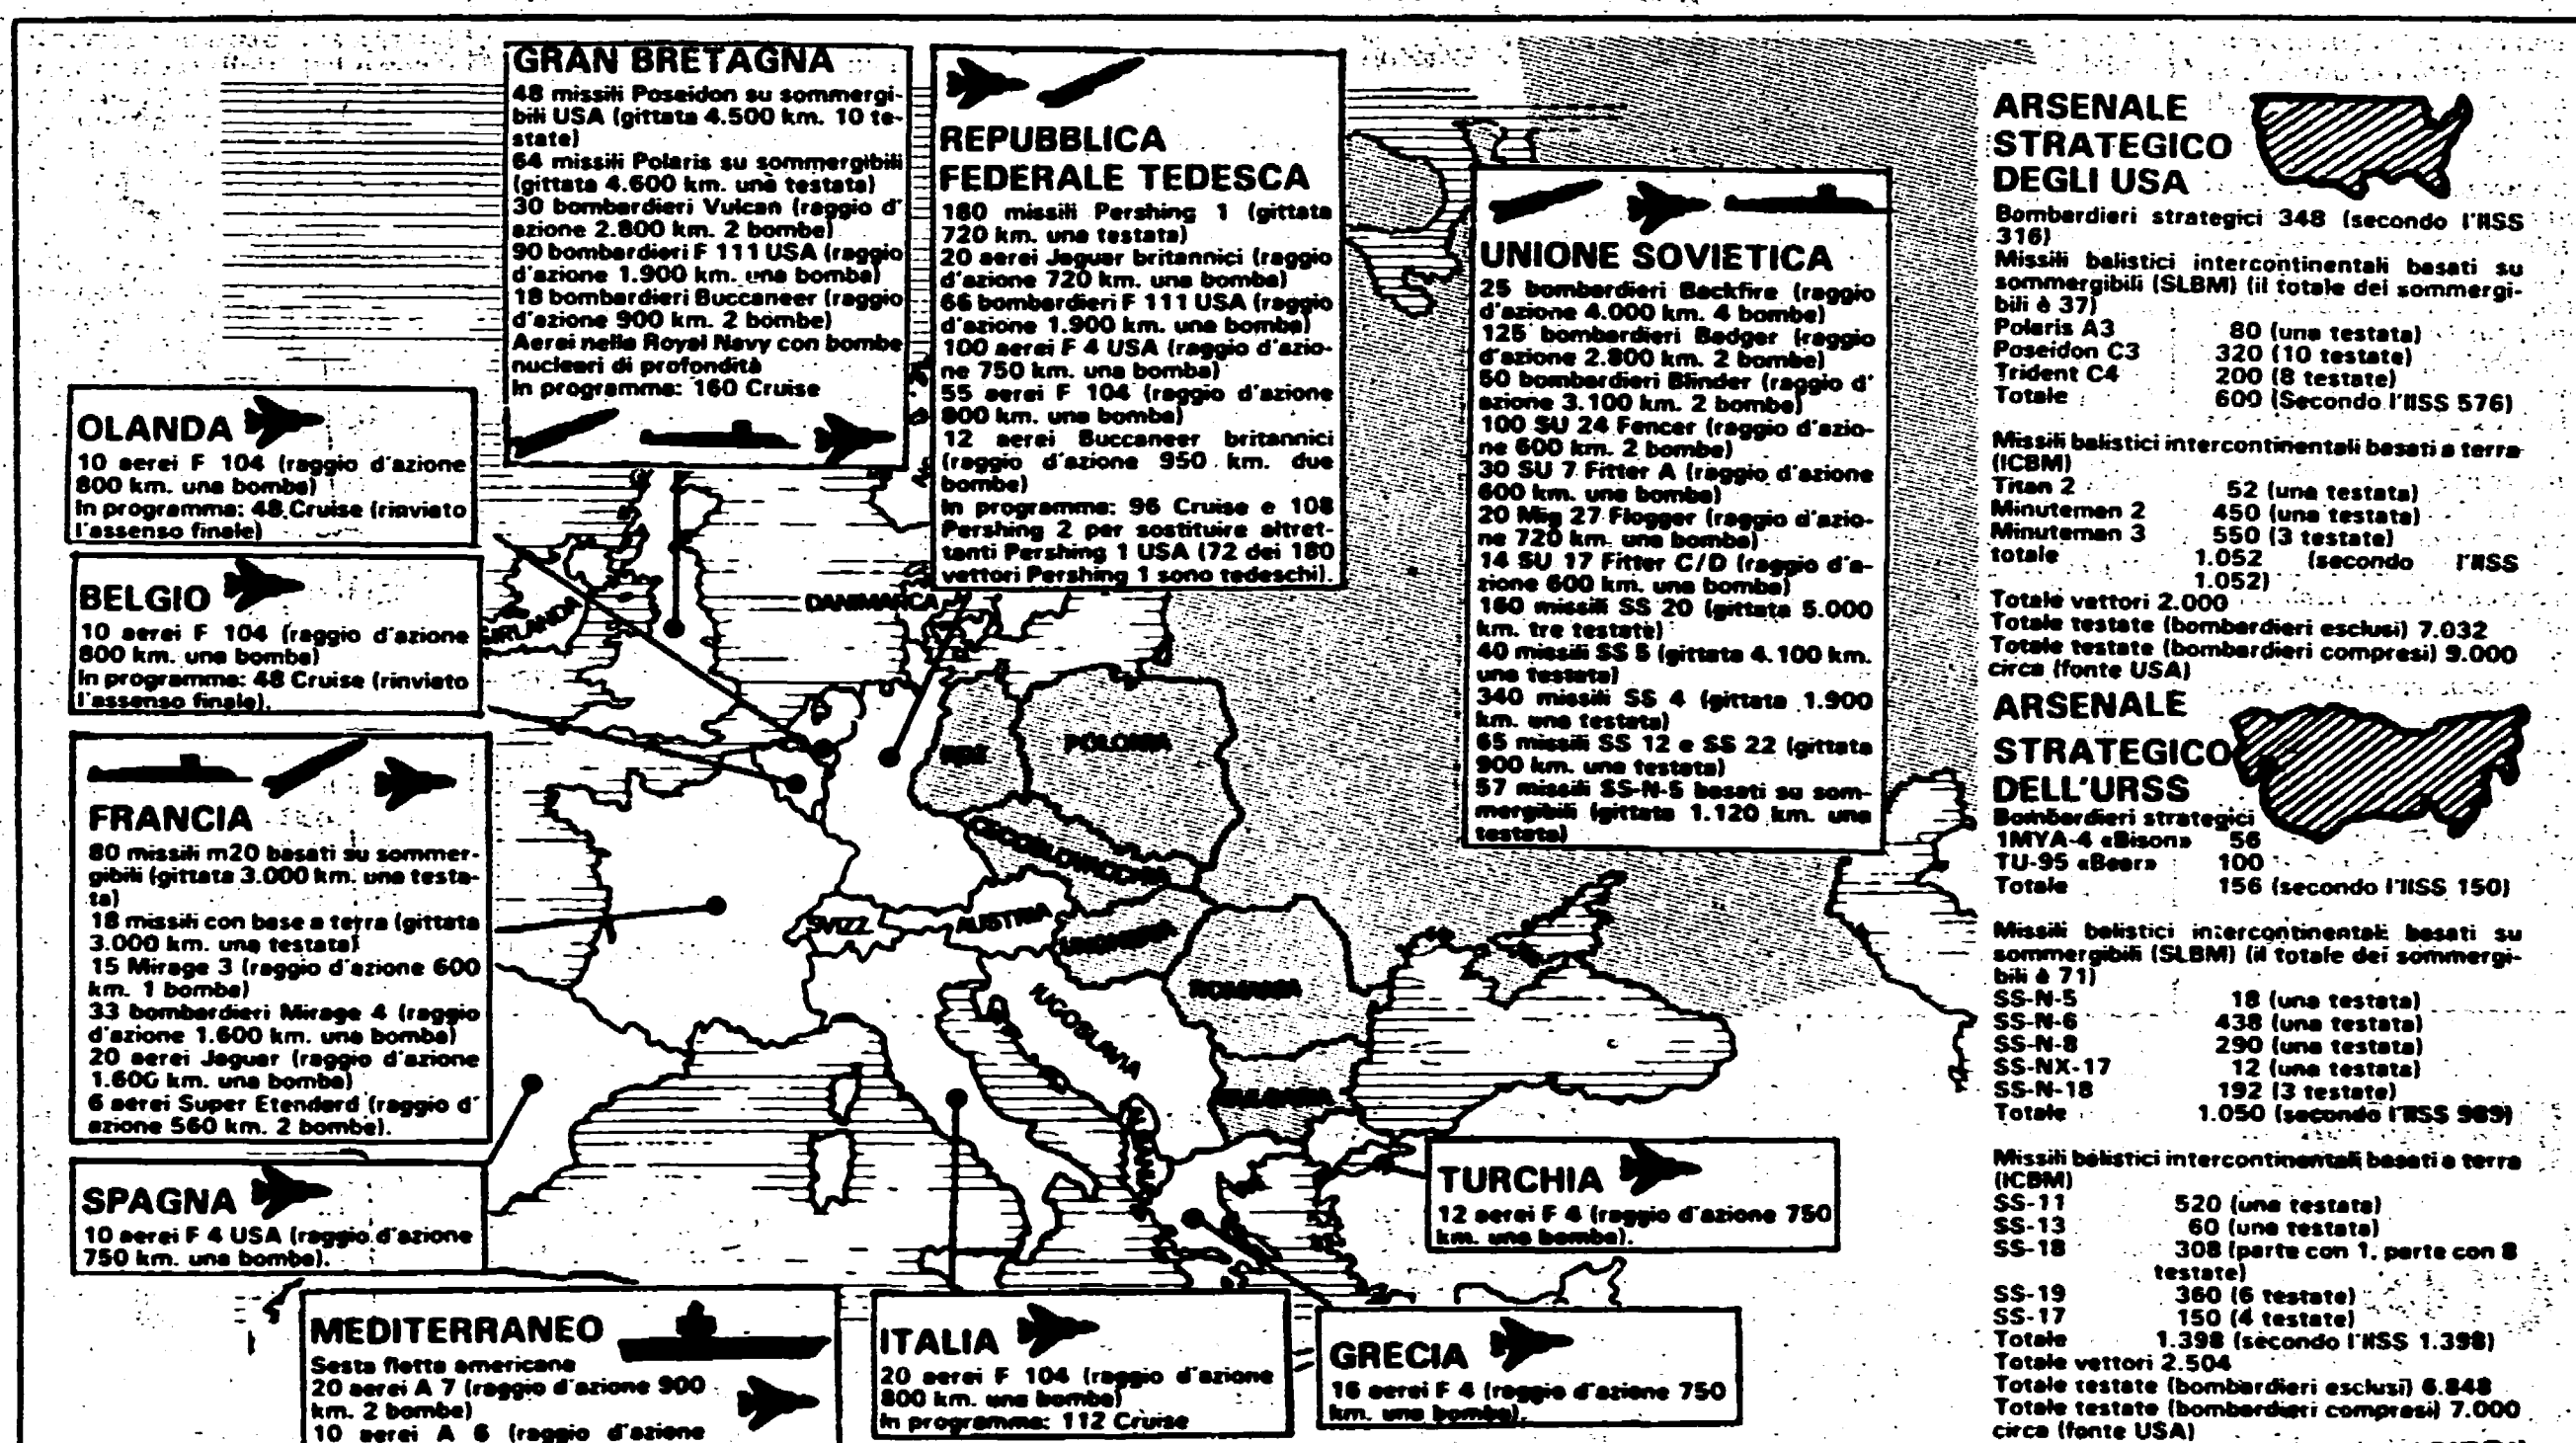 GRAN BRETAGNA
48 missili Poseidon su sommergi-
bili USA (gittata 4.500 km. 10 te-
state)
64 missili Polaris su sommergibili
(gittata 4.600 km. una testata)
30 bombardieri Vulcan (raggio d'
azione 2.800 km. 2 bombe)
90 bombardieri F 111 USA (raggio
d'azione 1.900 km. una bomba)
18 bombardieri Buccaneer (raggio
d'azione 900 km. 2 bombe)
Aerei nella Royal Navy con bombe
nucleari di profondità
In programma: 160 Cruise
REPUBBLICA
FEDERALE TEDESCA
180 missili Pershing 1 (gittata
720 km. una testata)
20 aerei Jaguar britannici (raggio
d'azione 720 km. una bomba)
66 bombardieri F 111 USA (raggio
d'azione 1.900 km. una bomba)
100 aerei F 4 USA (raggio d'azio-
ne 750 km. una bomba)
55 aerei F 104 (raggio d'azione
800 km. una bomba)
12 aerei Buccaneer britannici
(raggio d'azione 950 km. due
bombe)
In programma: 96 Cruise e 108
Pershing 2 per sostituire altret-
tanti Pershing 1 USA (72 dei 180
vettori Pershing 1 sono tedeschi).
UNIONE SOVIETICA
25 bombardieri Backfire (raggio
d'azione 4.000 km. 4 bombe)
125 bombardieri Badger (raggio
d'azione 2.800 km. 2 bombe)
50 bombardieri Blinder (raggio d'
azione 3.100 km. 2 bombe)
100 SU 24 Fencer (raggio d'azio-
ne 600 km. 2 bombe)
30 SU 7 Fitter A (raggio d'azione
600 km. una bomba)
20 Mig 27 Flogger (raggio d'azio-
ne 720 km. una bomba)
14 SU 17 Fitter C/D (raggio d'a-
zione 600 km. una bomba)
160 missili SS 20 (gittata 5.000
km. tre testate)
40 missili SS 5 (gittata 4.100 km.
una testata)
340 missili SS 4 (gittata 1.900
km. una testata)
65 missili SS 12 e SS 22 (gittata
900 km. una testata)
57 missili SS-N-5 basati su som-
mergibili (gittata 1.120 km. una
testata)
OLANDA
10 aerei F 104 (raggio d'azione
800 km. una bomba)
In programma: 48 Cruise (rinviato
l'assenso finale)
BELGIO
10 aerei F 104 (raggio d'azione
800 km. una bomba)
In programma: 48 Cruise (rinviato
l'assenso finale).
FRANCIA
80 missili m20 basati su sommer-
gibili (gittata 3.000 km. una testa-
ta)
18 missili con base a terra (gittata
3.000 km. una testata)
15 Mirage 3 (raggio d'azione 600
km. 1 bomba)
33 bombardieri Mirage 4 (raggio
d'azione 1.600 km. una bomba)
20 aerei Jaguar (raggio d'azione
1.600 km. una bomba)
6 aerei Super Etendard (raggio d'
azione 560 km. 2 bombe).
SPAGNA
10 aerei F 4 USA (raggio d'azione
750 km. una bomba).
MEDITERRANEO
Sesta flotta americana
20 aerei A 7 (raggio d'azione 900
km. 2 bombe)
10 aerei A 6 (raggio d'azione
ITALIA
20 aerei F 104 (raggio d'azione
800 km. una bomba)
In programma: 112 Cruise
GRECIA
16 aerei F 4 (raggio d'azione 750
km. una bomba).
TURCHIA
12 aerei F 4 (raggio d'azione 750
km. una bomba).
IRLANDA
DANIMARCA
RDT
POLONIA
CECOSLOVACCHIA
SVIZZ.
AUSTRIA
UNGHERIA
ROMANIA
IUGOSLAVIA
BULGARIA
ALBANIA
ARSENALE
STRATEGICO
DEGLI USA
Bombardieri strategici 348 (secondo l'IISS
316)
Missili balistici intercontinentali basati su
sommergibili (SLBM) (il totale dei sommergi-
bili è 37)
Polaris A3 80 (una testata)
Poseidon C3 320 (10 testate)
Trident C4 200 (8 testate)
Totale 600 (Secondo l'IISS 576)
Missili balistici intercontinentali basati a terra
(ICBM)
Titan 2 52 (una testata)
Minuteman 2 450 (una testata)
Minuteman 3 550 (3 testate)
totale 1.052 (secondo l'IISS
1.052)
Totale vettori 2.000
Totale testate (bombardieri esclusi) 7.032
Totale testate (bombardieri compresi) 9.000
circa (fonte USA)
ARSENALE
STRATEGICO
DELL'URSS
Bombardieri strategici
1MYA-4 «Bison» 56
TU-95 «Bear» 100
Totale 156 (secondo l'IISS 150)
Missili balistici intercontinentali basati su
sommergibili (SLBM) (il totale dei sommergi-
bili è 71)
SS-N-5 18 (una testata)
SS-N-6 438 (una testata)
SS-N-8 290 (una testata)
SS-NX-17 12 (una testata)
SS-N-18 192 (3 testate)
Totale 1.050 (secondo l'IISS 989)
Missili balistici intercontinentali basati a terra
(ICBM)
SS-11 520 (una testata)
SS-13 60 (una testata)
SS-18 308 (parte con 1, parte con 8
testate)
SS-19 360 (6 testate)
SS-17 150 (4 testate)
Totale 1.398 (secondo l'IISS 1.398)
Totale vettori 2.504
Totale testate (bombardieri esclusi) 6.848
Totale testate (bombardieri compresi) 7.000
circa (fonte USA)